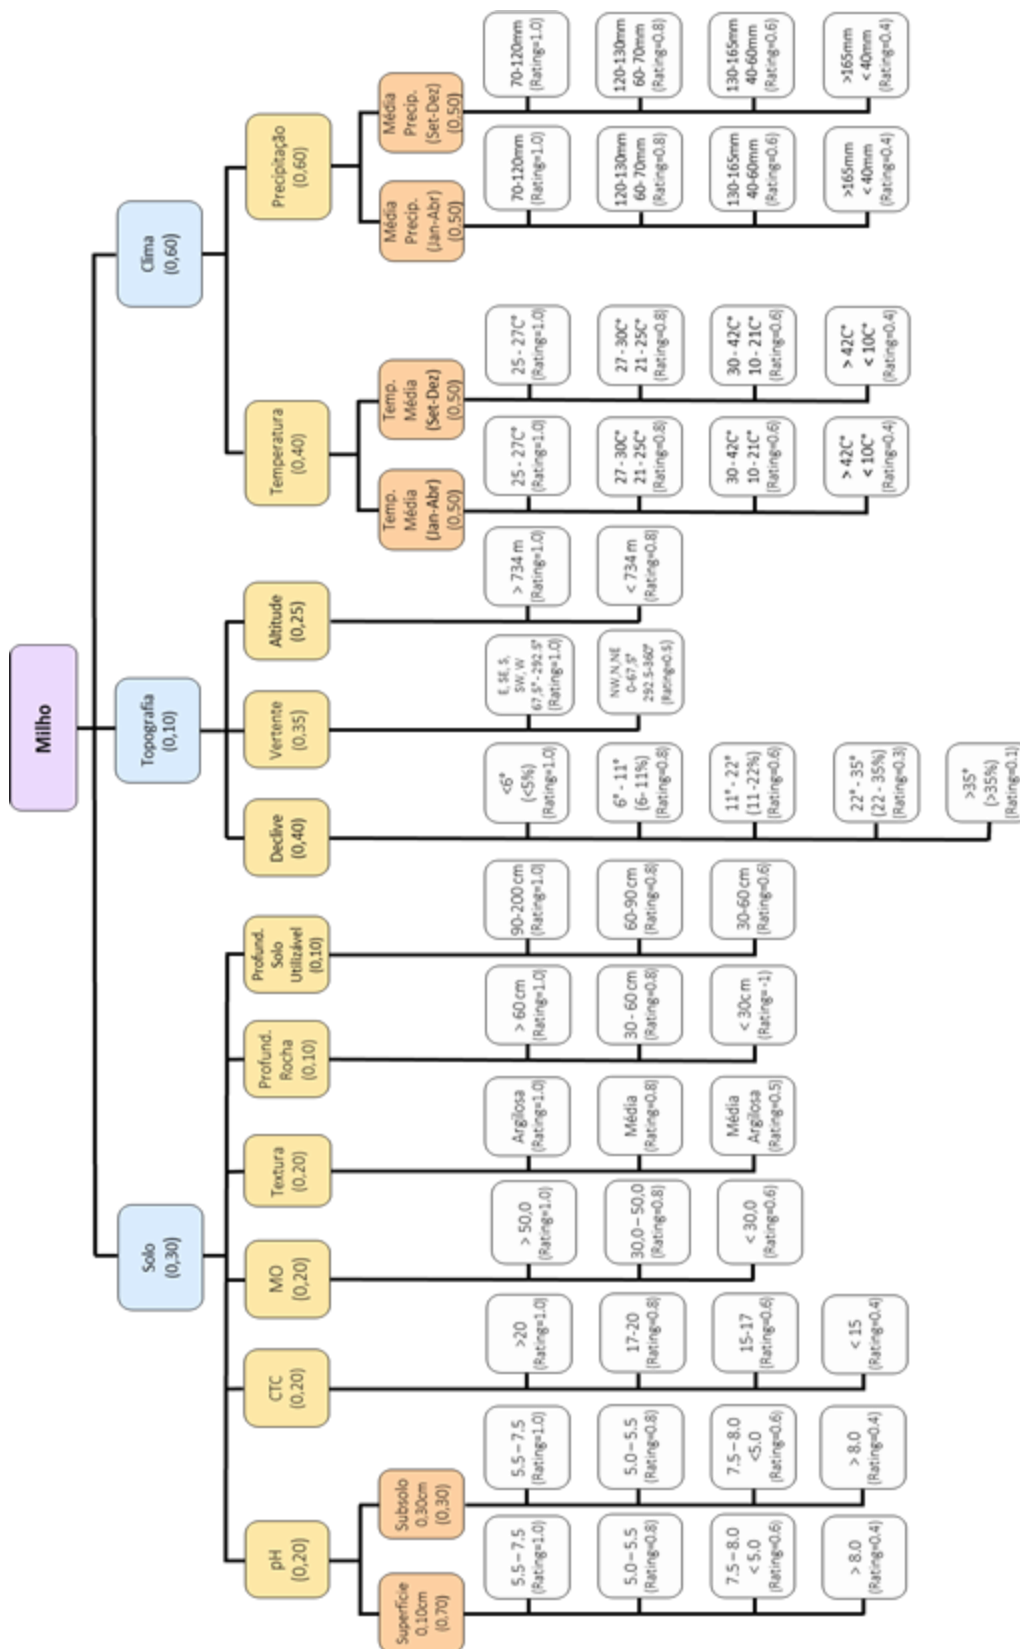 Milho
Solo
(0,30)
Topografia
(0,10)
Clima
(0,60)
pH
(0,20)
CTC
(0,20)
MO
(0,20)
Textura
(0,20)
Profund.
Rocha
(0,10)
Profund.
Solo
Utilizável
(0,10)
Declive
(0,40)
Vertente
(0,35)
Altitude
(0,25)
Temperatura
(0,40)
Precipitação
(0,60)
Superfície
0,10cm
(0,70)
Subsolo
0,30cm
(0,30)
Temp.
Média
(Jan-Abr)
(0,50)
Temp.
Média
(Set-Dez)
(0,50)
Média
Precip.
(Jan-Abr)
(0,50)
Média
Precip.
(Set-Dez)
(0,50)
5.5 – 7.5
(Rating=1.0)
5.0 – 5.5
(Rating=0.8)
7.5 – 8.0
< 5.0
(Rating=0.6)
> 8.0
(Rating=0.4)
5.5 – 7.5
(Rating=1.0)
5.0 – 5.5
(Rating=0.8)
7.5 – 8.0
<5.0
(Rating=0.6)
> 8.0
(Rating=0.4)
>20
(Rating=1.0)
17-20
(Rating=0.8)
15-17
(Rating=0.6)
< 15
(Rating=0.4)
> 50,0
(Rating=1.0)
30,0 – 50,0
(Rating=0.8)
< 30,0
(Rating=0.6)
Argilosa
(Rating=1.0)
Média
(Rating=0.8)
Média
Argilosa
(Rating=0.5)
> 60 cm
(Rating=1.0)
30 - 60 cm
(Rating=0.8)
< 30cm
(Rating= -1)
90-200 cm
(Rating=1.0)
60-90 cm
(Rating=0.8)
30-60 cm
(Rating=0.6)
<6°
(<5%)
(Rating=1.0)
6° - 11°
(6- 11%)
(Rating=0.8)
11° - 22°
(11 -22%)
(Rating=0.6)
22° - 35°
(22 - 35%)
(Rating=0.3)
>35°
(>35%)
(Rating=0.1)
E, SE, S,
SW, W
67,5° - 292.5°
(Rating=1.0)
NW,N,NE
0-67,5°
292.5-360°
(Rating=0.5)
> 734 m
(Rating=1.0)
< 734 m
(Rating=0.8)
25 - 27C°
(Rating=1.0)
27 - 30C°
21 - 25C°
(Rating=0.8)
30 - 42C°
10 - 21C°
(Rating=0.6)
> 42C°
< 10C°
(Rating=0.4)
25 - 27C°
(Rating=1.0)
27 - 30C°
21 - 25C°
(Rating=0.8)
30 - 42C°
10 - 21C°
(Rating=0.6)
> 42C°
< 10C°
(Rating=0.4)
70-120mm
(Rating=1.0)
120-130mm
60- 70mm
(Rating=0.8)
130-165mm
40-60mm
(Rating=0.6)
>165mm
< 40mm
(Rating=0.4)
70-120mm
(Rating=1.0)
120-130mm
60- 70mm
(Rating=0.8)
130-165mm
40-60mm
(Rating=0.6)
>165mm
< 40mm
(Rating=0.4)